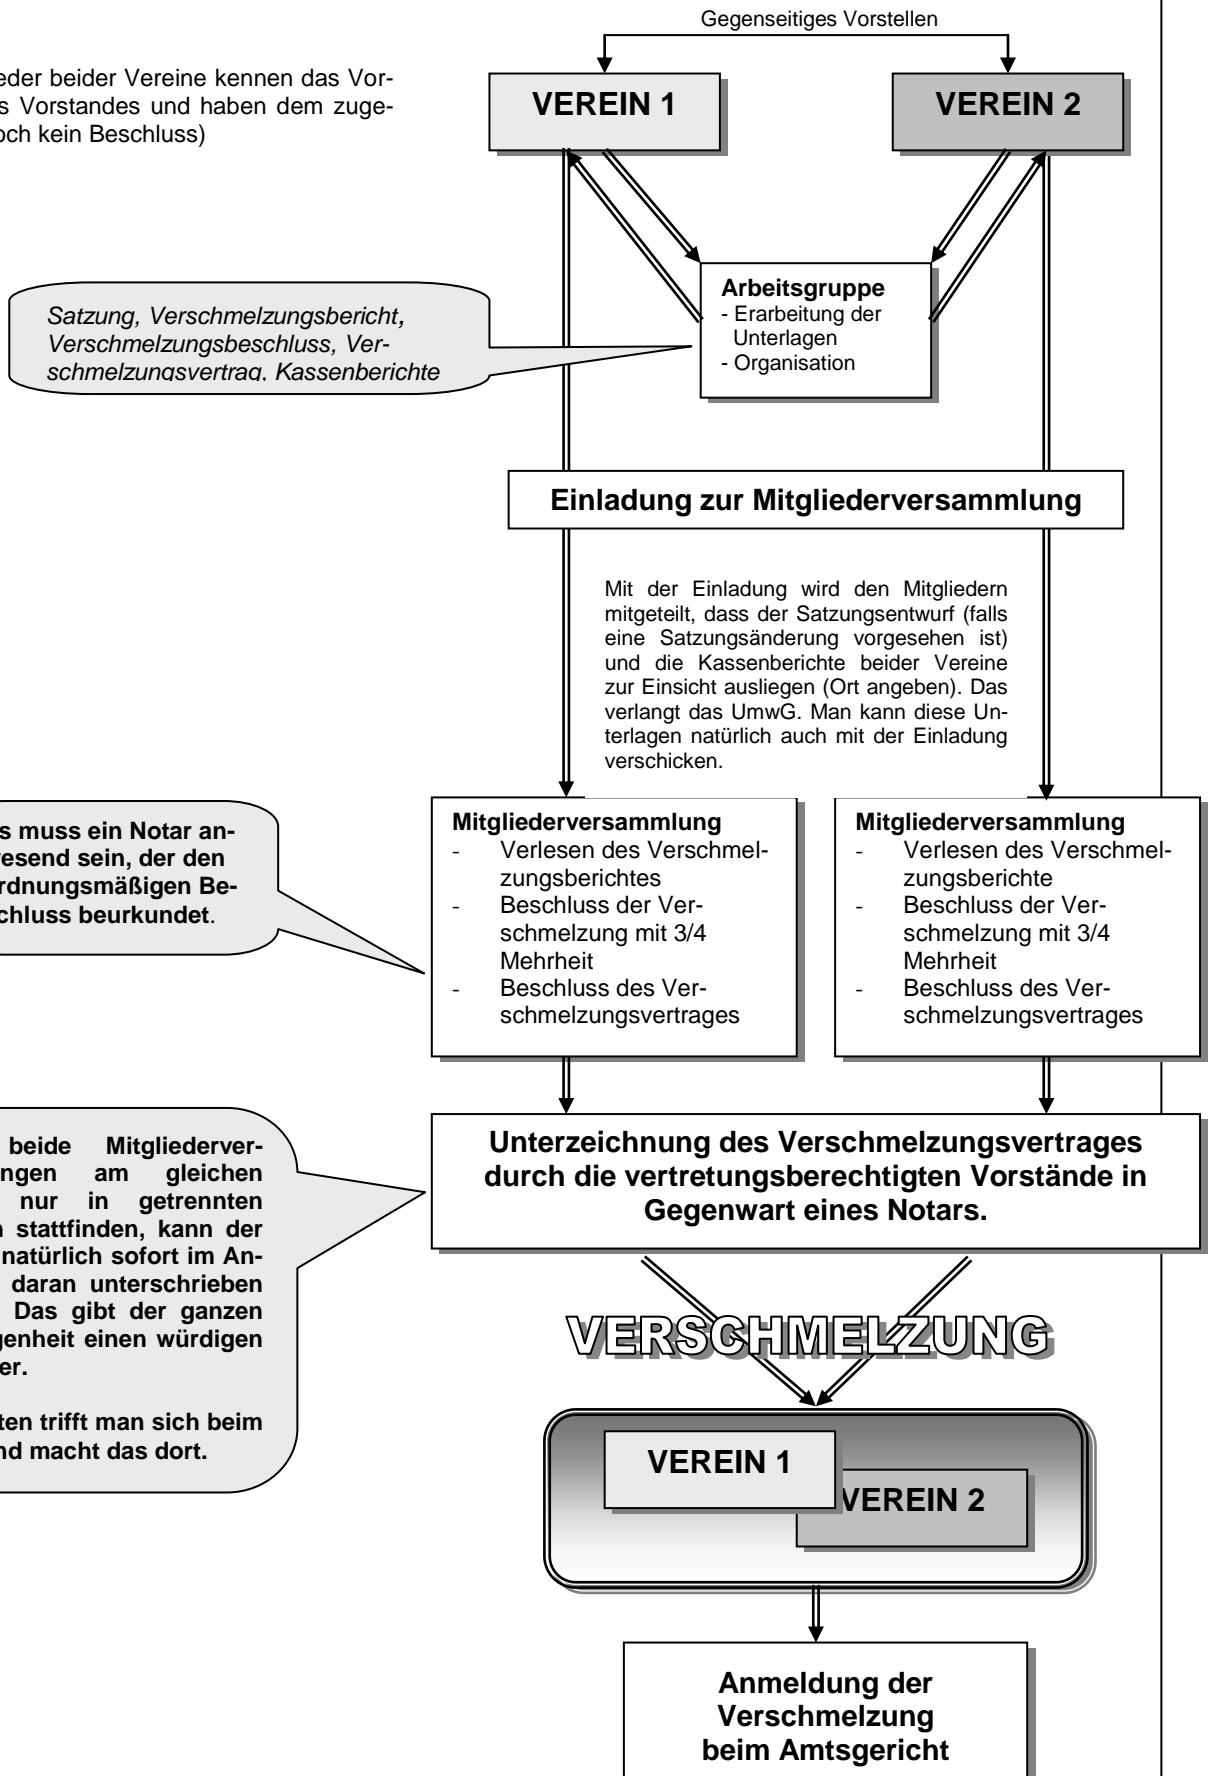 Gegenseitiges Vorstellen
eder beider Vereine kennen das Vor-
s Vorstandes und haben dem zuge-
och kein Beschluss)
VEREIN 1
VEREIN 2
Arbeitsgruppe
- Erarbeitung der
Unterlagen
- Organisation
Satzung, Verschmelzungsbericht,
Verschmelzungsbeschluss, Ver-
schmelzungsvertrag, Kassenberichte
Einladung zur Mitgliederversammlung
Mit der Einladung wird den Mitgliedern
mitgeteilt, dass der Satzungsentwurf (falls
eine Satzungsänderung vorgesehen ist)
und die Kassenberichte beider Vereine
zur Einsicht ausliegen (Ort angeben). Das
verlangt das UmwG. Man kann diese Un-
terlagen natürlich auch mit der Einladung
verschicken.
s muss ein Notar an-
esend sein, der den
rdnungsmäßigen Be-
chluss beurkundet.
Mitgliederversammlung
- Verlesen des Verschmel-
zungsberichtes
- Beschluss der Ver-
schmelzung mit 3/4
Mehrheit
- Beschluss des Ver-
schmelzungsvertrages
Mitgliederversammlung
- Verlesen des Verschmel-
zungsberichte
- Beschluss der Ver-
schmelzung mit 3/4
Mehrheit
- Beschluss des Ver-
schmelzungsvertrages
beide Mitgliederver-
ngen am gleichen
nur in getrennten
n stattfinden, kann der
natürlich sofort im An-
daran unterschrieben
Das gibt der ganzen
genheit einen würdigen
er.
ten trifft man sich beim
nd macht das dort.
Unterzeichnung des Verschmelzungsvertrages
durch die vertretungsberechtigten Vorstände in
Gegenwart eines Notars.
VERSCHMELZUNG
VEREIN 1
VEREIN 2
Anmeldung der
Verschmelzung
beim Amtsgericht